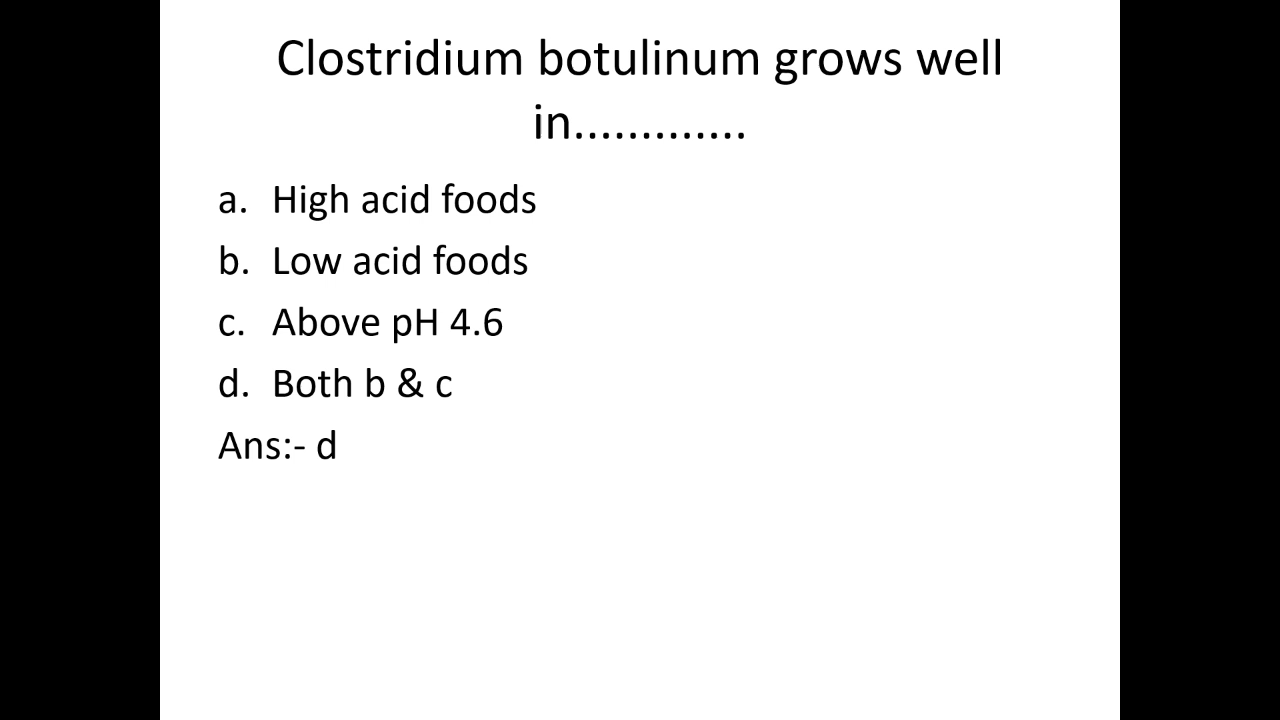 Clostridium botulinum grows well
in.............
a. High acid foods
b. Low acid foods
c. Above pH 4.6
d. Both b & c
Ans:- d